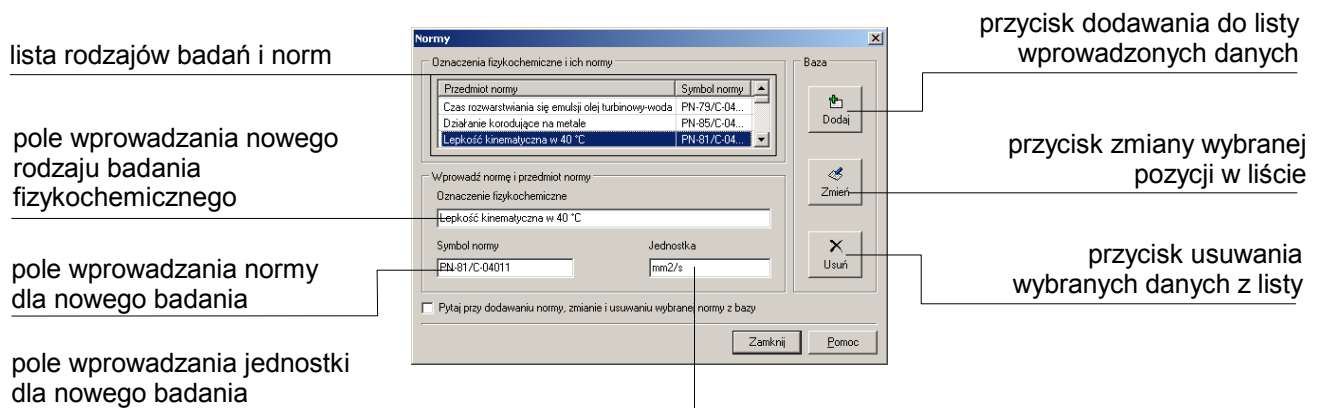 lista rodzajów badań i norm
pole wprowadzania nowego
rodzaju badania
fizykochemicznego
pole wprowadzania normy
dla nowego badania
pole wprowadzania jednostki
dla nowego badania
Normy
Oznaczenia fizykochemiczne i ich normy
Przedmiot normy Symbol normy
Czas rozwarstwiania się emulsji olej turbinowy-woda PN-79/C-04...
Działanie korodujące na metale PN-85/C-04...
Lepkość kinematyczna w 40 °C PN-81/C-04...
Wprowadź normę i przedmiot normy
Oznaczenie fizykochemiczne
Lepkość kinematyczna w 40 °C
Symbol normy Jednostka
PN-81/C-04011 mm2/s
Pytaj przy dodawaniu normy, zmianie i usuwaniu wybranej normy z bazy
Baza
Dodaj
Zmień
Usuń
Zamknij Pomoc
przycisk dodawania do listy
wprowadzonych danych
przycisk zmiany wybranej
pozycji w liście
przycisk usuwania
wybranych danych z listy